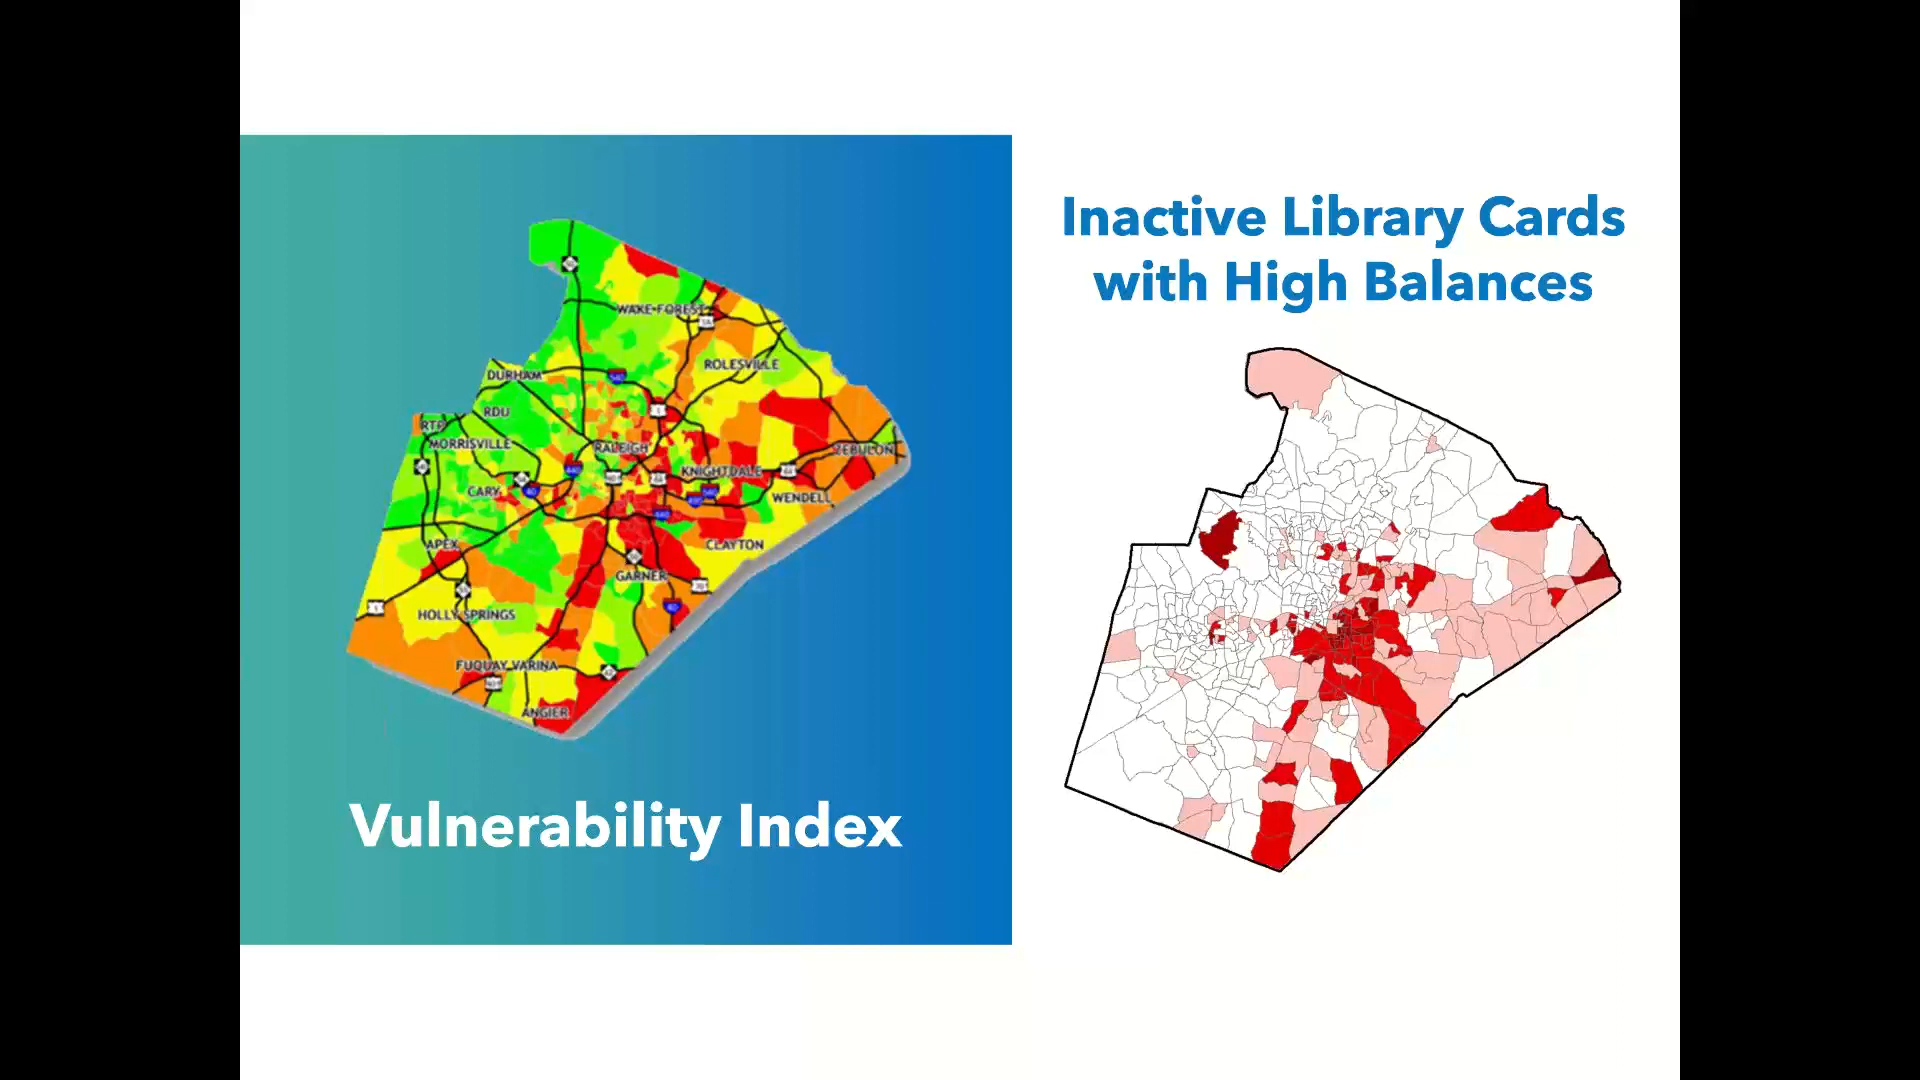 WAKE FOREST
ROLESVILLE
DURHAM
RDU
RTP
MORRISVILLE
RALEIGH
ZEBULON
KNIGHTDALE
CARY
WENDELL
APEX
CLAYTON
GARNER
HOLLY SPRINGS
FUQUAY VARINA
ANGIER
Vulnerability Index
Inactive Library Cards
with High Balances